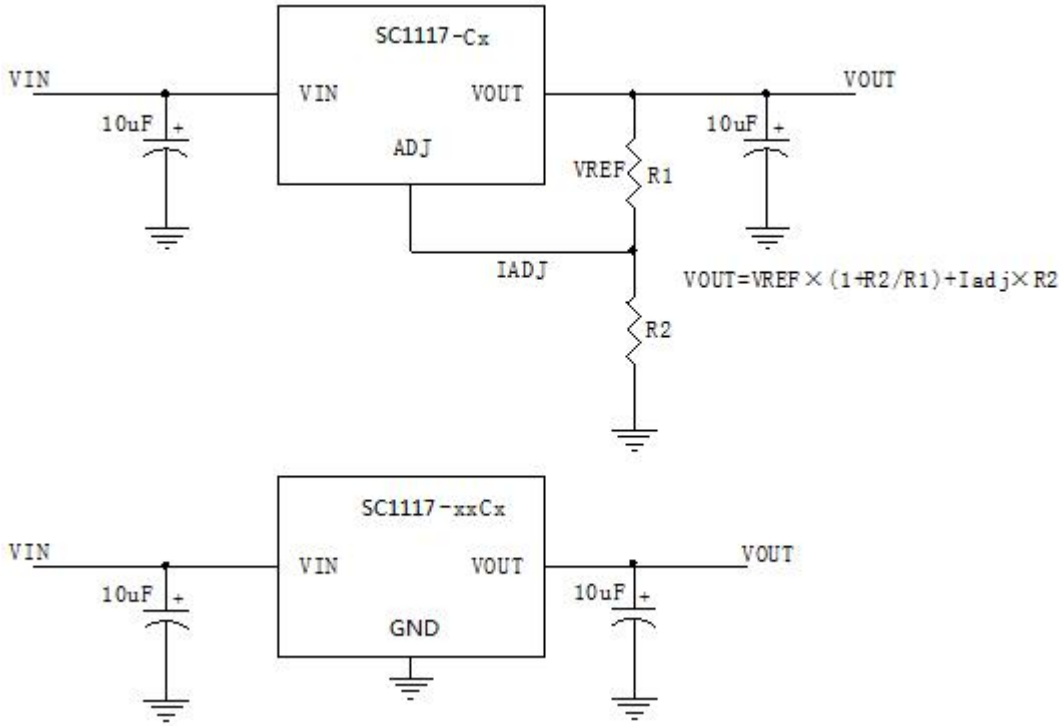 SC1117-Cx
VIN
VIN
VOUT
VOUT
10uF +
10uF +
ADJ
VREF
R1
IADJ
VOUT=VREF×(1+R2/R1)+Iadj×R2
R2
SC1117-xxCx
VIN
VIN
VOUT
VOUT
10uF +
10uF +
GND